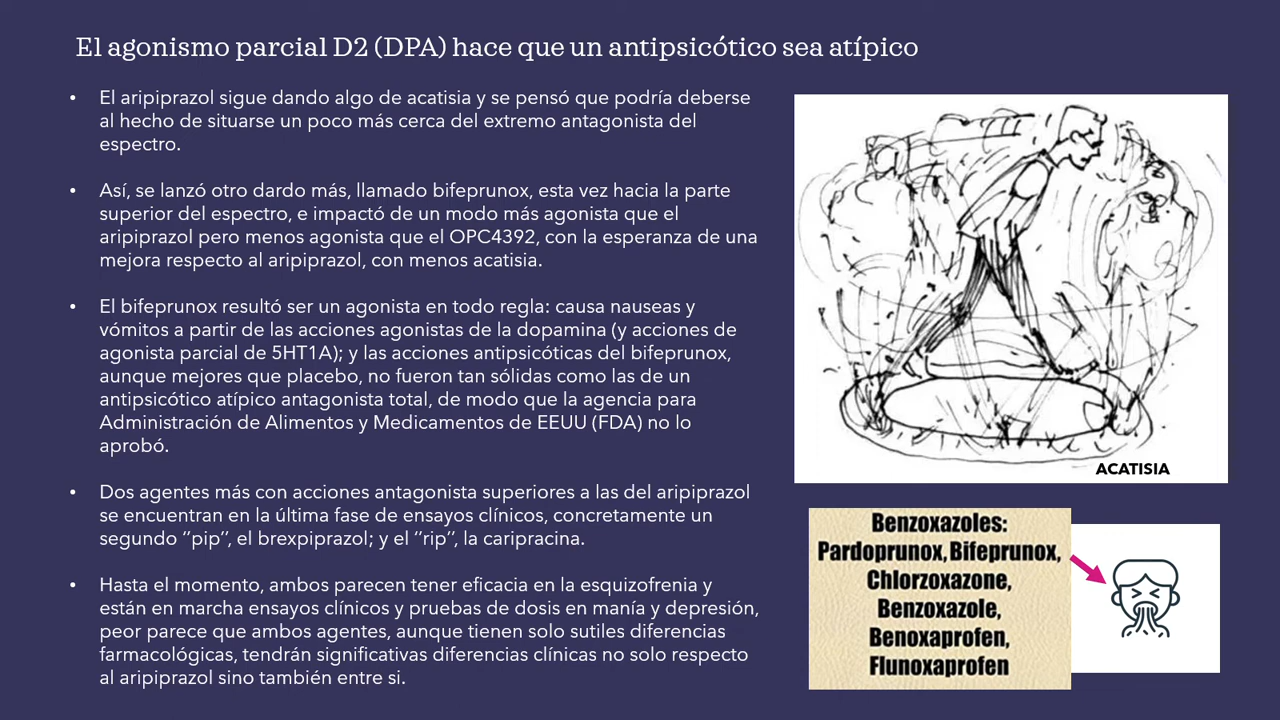 El agonismo parcial D2 (DPA) hace que un antipsicótico sea atípico
• El aripiprazol sigue dando algo de acatisia y se pensó que podría deberse
al hecho de situarse un poco más cerca del extremo antagonista del
espectro.
• Así, se lanzó otro dardo más, llamado bifeprunox, esta vez hacia la parte
superior del espectro, e impactó de un modo más agonista que el
aripiprazol pero menos agonista que el OPC4392, con la esperanza de una
mejora respecto al aripiprazol, con menos acatisia.
• El bifeprunox resultó ser un agonista en todo regla: causa nauseas y
vómitos a partir de las acciones agonistas de la dopamina (y acciones de
agonista parcial de 5HT1A); y las acciones antipsicóticas del bifeprunox,
aunque mejores que placebo, no fueron tan sólidas como las de un
antipsicótico atípico antagonista total, de modo que la agencia para
Administración de Alimentos y Medicamentos de EEUU (FDA) no lo
aprobó.
• Dos agentes más con acciones antagonista superiores a las del aripiprazol
se encuentran en la última fase de ensayos clínicos, concretamente un
segundo “pip”, el brexpiprazol; y el “rip”, la caripracina.
• Hasta el momento, ambos parecen tener eficacia en la esquizofrenia y
están en marcha ensayos clínicos y pruebas de dosis en manía y depresión,
peor parece que ambos agentes, aunque tienen solo sutiles diferencias
farmacológicas, tendrán significativas diferencias clínicas no solo respecto
al aripiprazol sino también entre si.
ACATISIA
Benzoxazoles:
Pardoprunox, Bifeprunox,
Chlorzoxazone,
Benzoxazole,
Benoxaprofen,
Flunoxaprofen